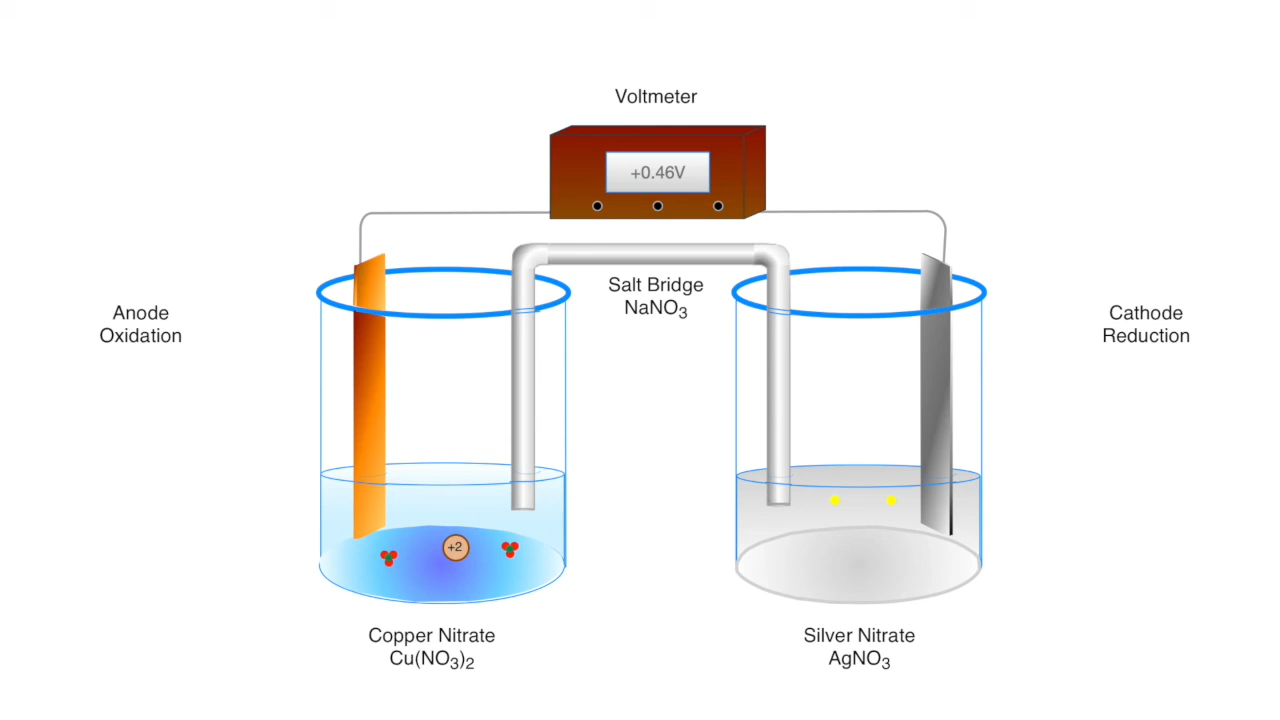 Voltmeter
+0.46V
Salt Bridge
NaNO₃
Anode
Oxidation
Cathode
Reduction
+2
Copper Nitrate
Cu(NO₃)₂
Silver Nitrate
AgNO₃